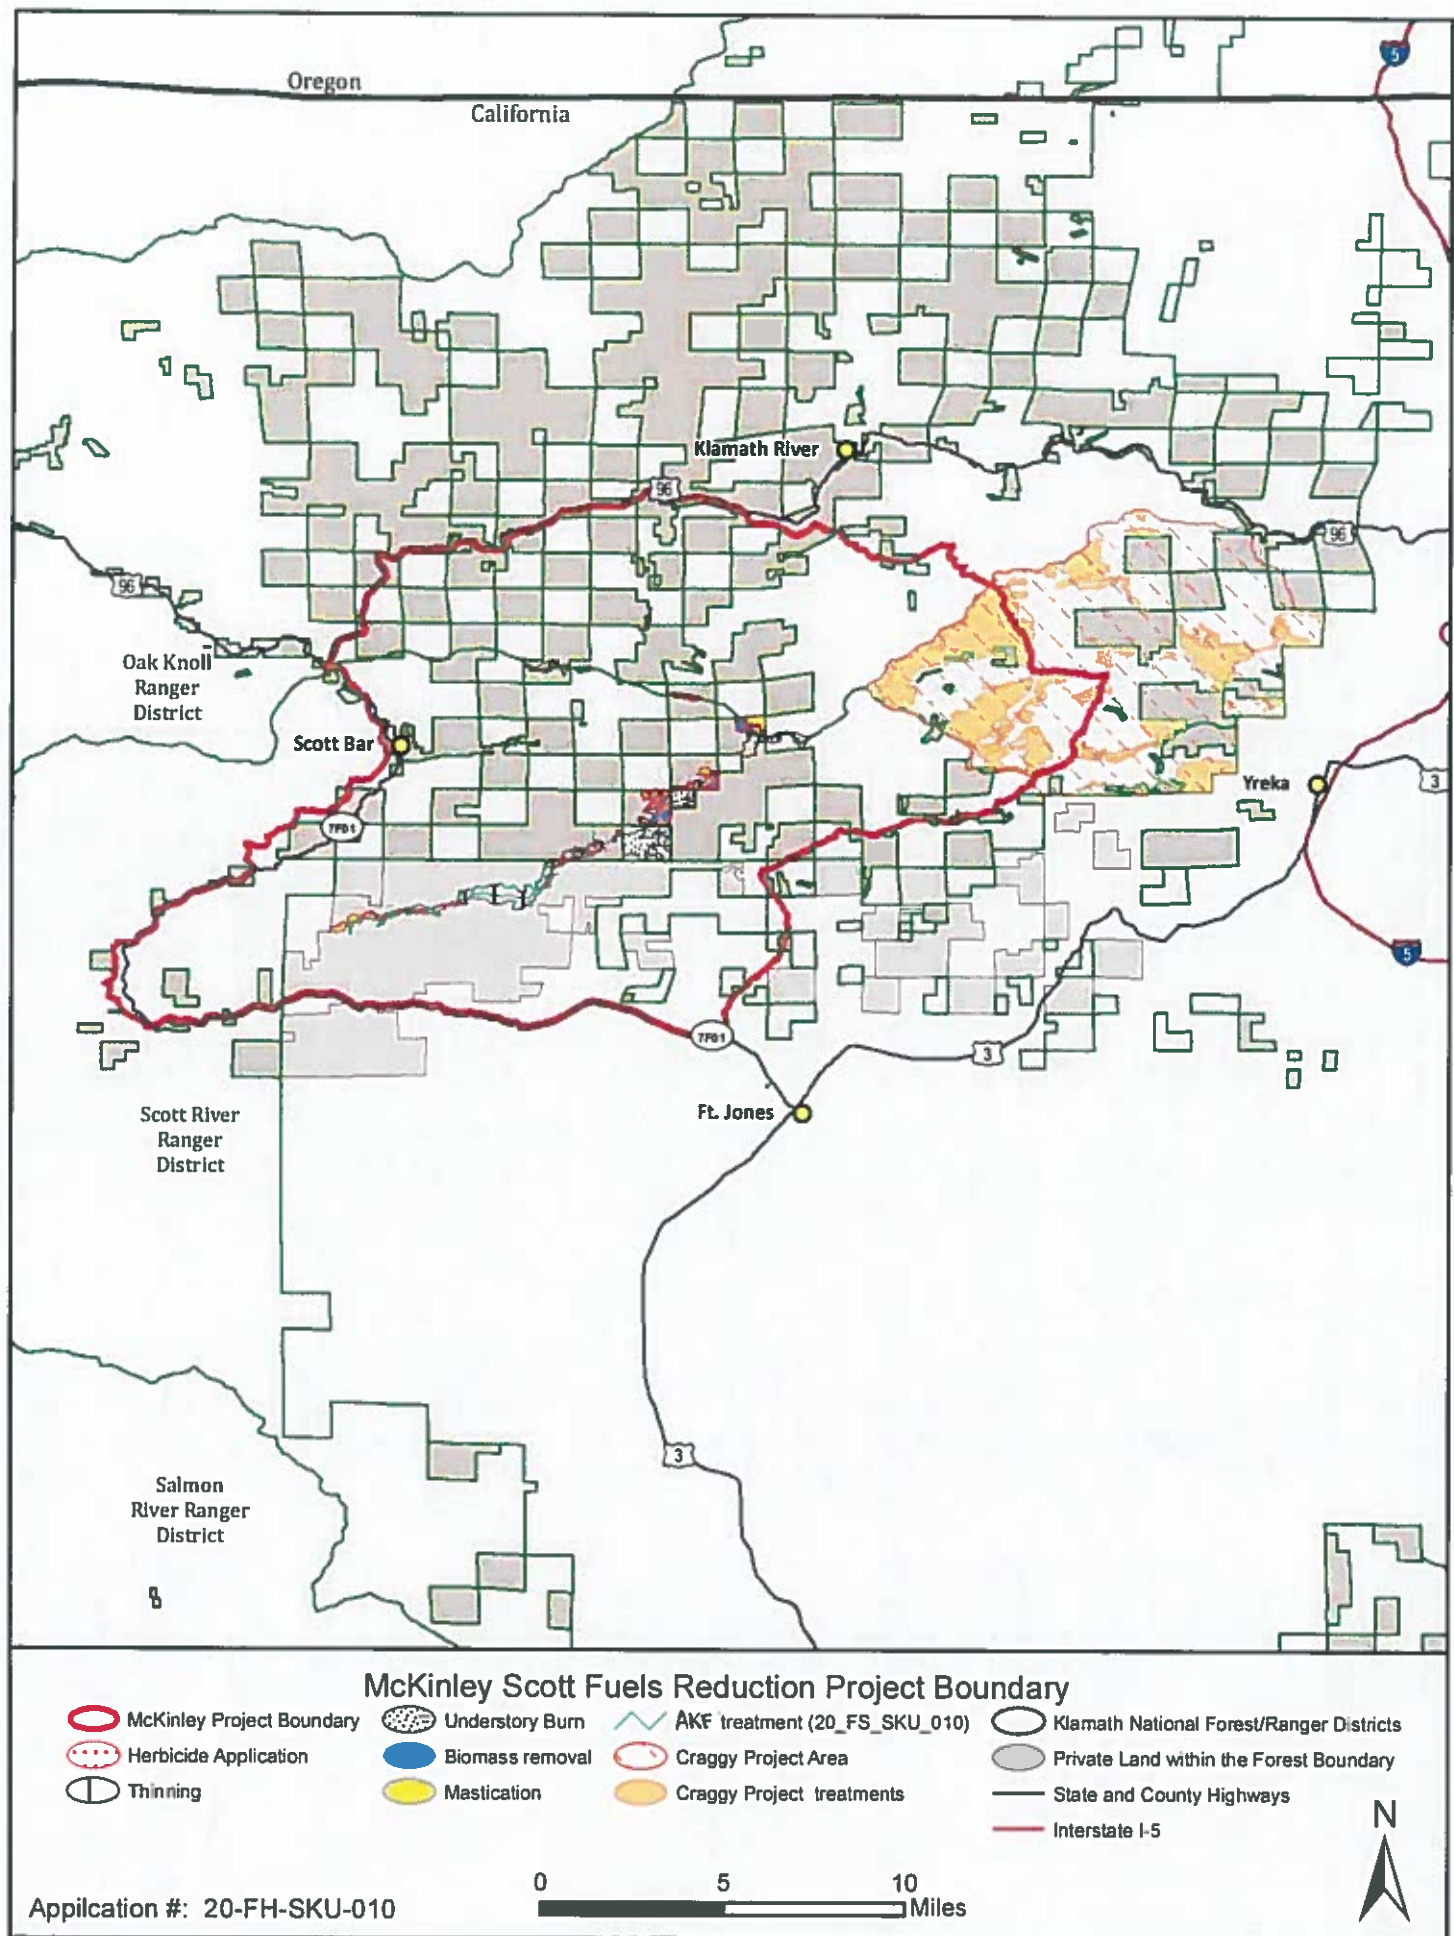 Oregon
California
5
Klamath River
96
96
96
Oak Knoll
Ranger
District
Scott Bar
Yreka
3
7F01
5
7F01
3
Ft. Jones
Scott River
Ranger
District
3
Salmon
River Ranger
District
McKinley Scott Fuels Reduction Project Boundary
McKinley Project Boundary
Understory Burn
AKF treatment (20_FS_SKU_010)
Klamath National Forest/Ranger Districts
Herbicide Application
Biomass removal
Craggy Project Area
Private Land within the Forest Boundary
Thinning
Mastication
Craggy Project treatments
State and County Highways
Interstate I-5
N
0 5 10
Miles
Appilcation #: 20-FH-SKU-010